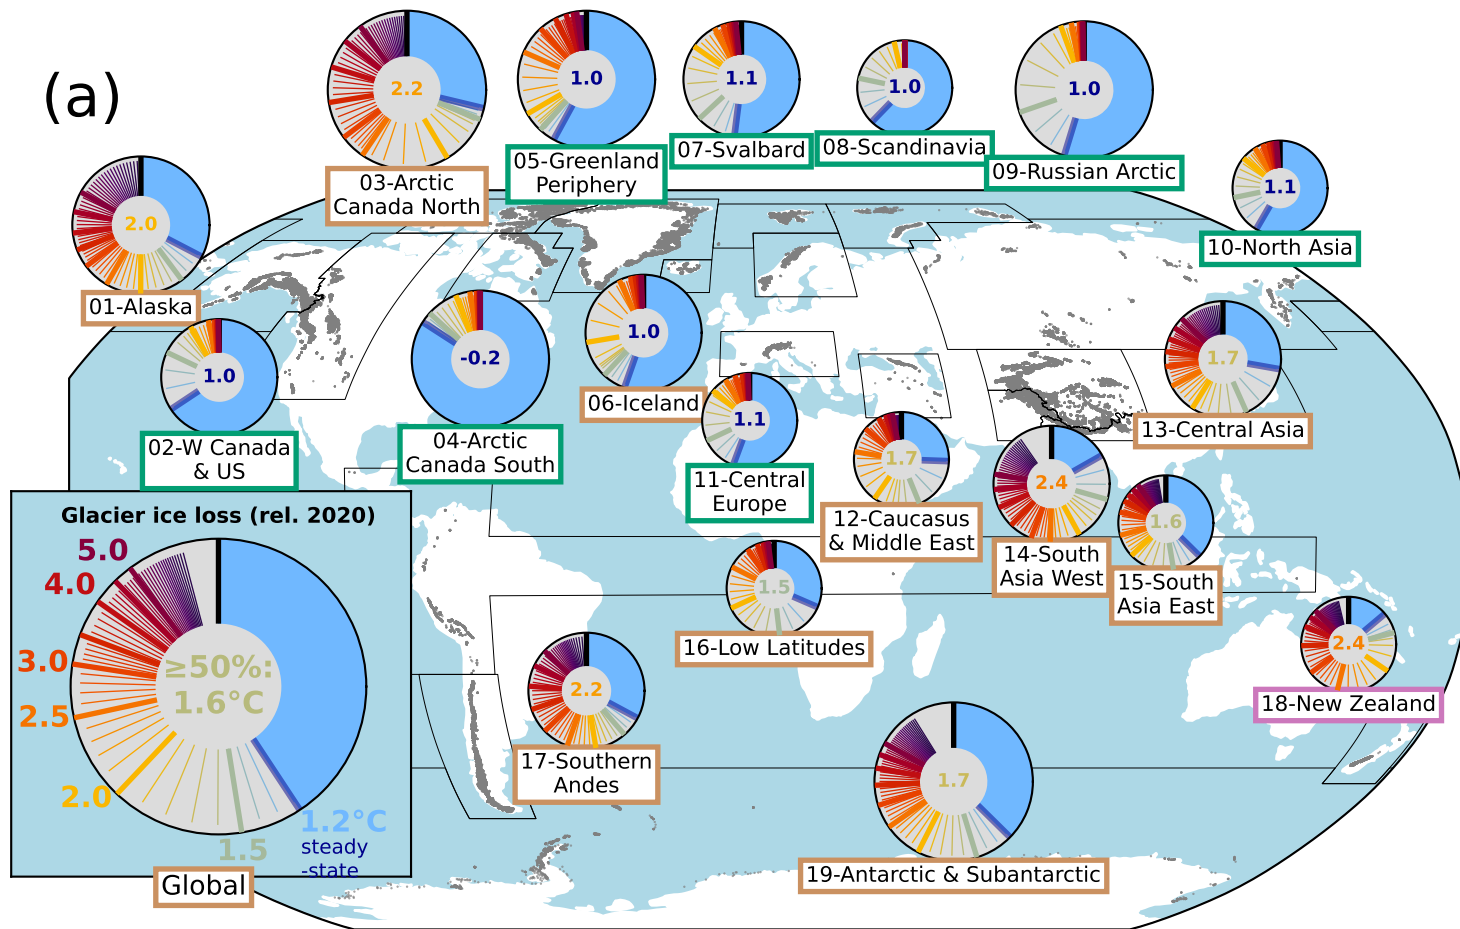 (a)
2.2
03-Arctic
Canada North
1.0
05-Greenland
Periphery
1.1
07-Svalbard
1.0
08-Scandinavia
1.0
09-Russian Arctic
1.1
10-North Asia
2.0
01-Alaska
1.0
02-W Canada
& US
-0.2
04-Arctic
Canada South
1.0
06-Iceland
1.1
11-Central
Europe
1.7
12-Caucasus
& Middle East
1.7
13-Central Asia
2.4
14-South
Asia West
1.6
15-South
Asia East
1.5
16-Low Latitudes
2.2
17-Southern
Andes
2.4
18-New Zealand
1.7
19-Antarctic & Subantarctic
Glacier ice loss (rel. 2020)
5.0
4.0
3.0
2.5
2.0
1.5
≥50%:
1.6°C
1.2°C
steady
-state
Global